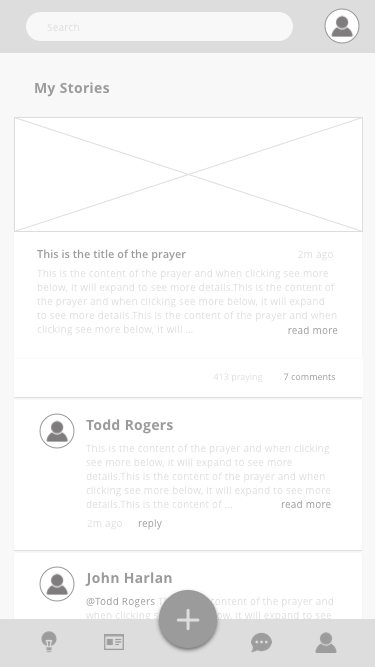 Search
My Stories
This is the title of the prayer 2m ago
This is the content of the prayer and when clicking see more
below, it will expand to see more details.This is the content of
the prayer and when clicking see more below, it will expand
to see more details.This is the content of the prayer and when
clicking see more below, it will ... read more
413 praying 7 comments
Todd Rogers
This is the content of the prayer and when clicking
see more below, it will expand to see more
details.This is the content of the prayer and when
clicking see more below, it will expand to see more
details.This is the content of ... read more
2m ago reply
John Harlan
@Todd Rogers content of the prayer and
when clicking it will expand to see